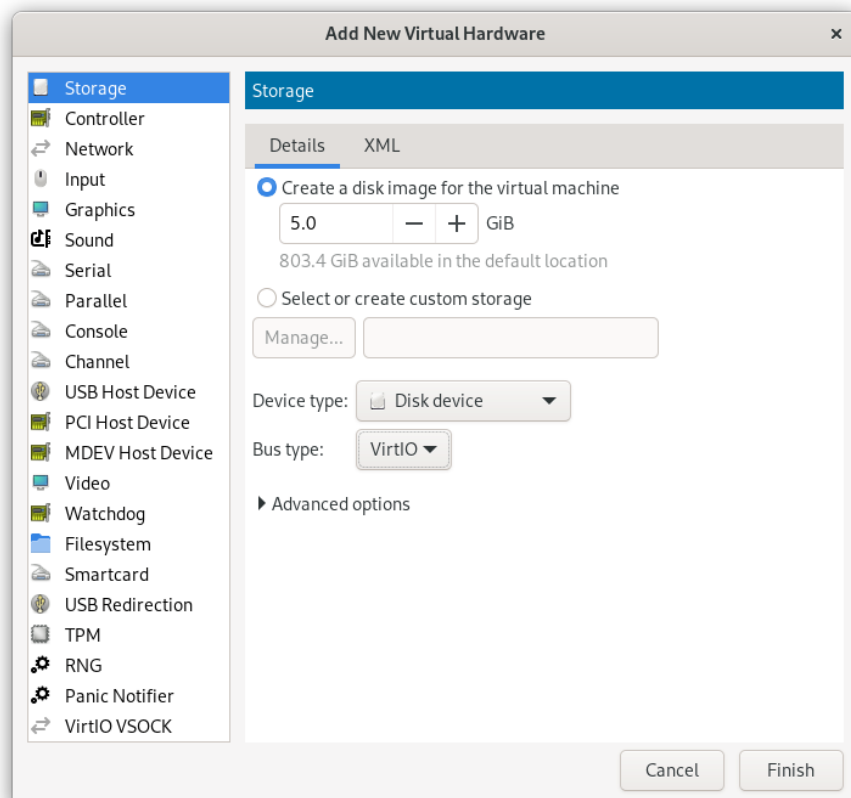 Add New Virtual Hardware
Storage
Controller
Network
Input
Graphics
Sound
Serial
Parallel
Console
Channel
USB Host Device
PCI Host Device
MDEV Host Device
Video
Watchdog
Filesystem
Smartcard
USB Redirection
TPM
RNG
Panic Notifier
VirtIO VSOCK
Storage
Details XML
Create a disk image for the virtual machine
5.0 GiB
803.4 GiB available in the default location
Select or create custom storage
Manage...
Device type: Disk device
Bus type: VirtIO
Advanced options
Cancel Finish